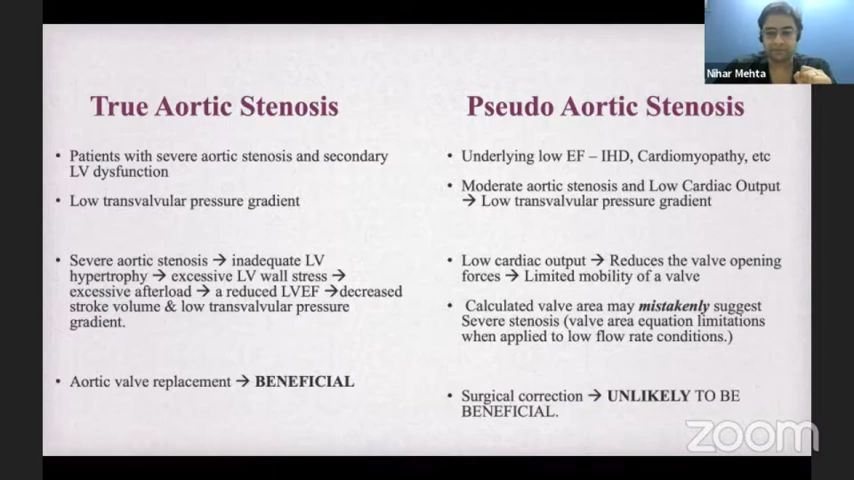 Nihar Mehta
True Aortic Stenosis
• Patients with severe aortic stenosis and secondary
LV dysfunction
• Low transvalvular pressure gradient
• Severe aortic stenosis → inadequate LV
hypertrophy → excessive LV wall stress →
excessive afterload → a reduced LVEF →decreased
stroke volume & low transvalvular pressure
gradient.
• Aortic valve replacement → BENEFICIAL
Pseudo Aortic Stenosis
• Underlying low EF – IHD, Cardiomyopathy, etc
• Moderate aortic stenosis and Low Cardiac Output
→ Low transvalvular pressure gradient
• Low cardiac output → Reduces the valve opening
forces → Limited mobility of a valve
• Calculated valve area may mistakenly suggest
Severe stenosis (valve area equation limitations
when applied to low flow rate conditions.)
• Surgical correction → UNLIKELY TO BE
BENEFICIAL.
zoom